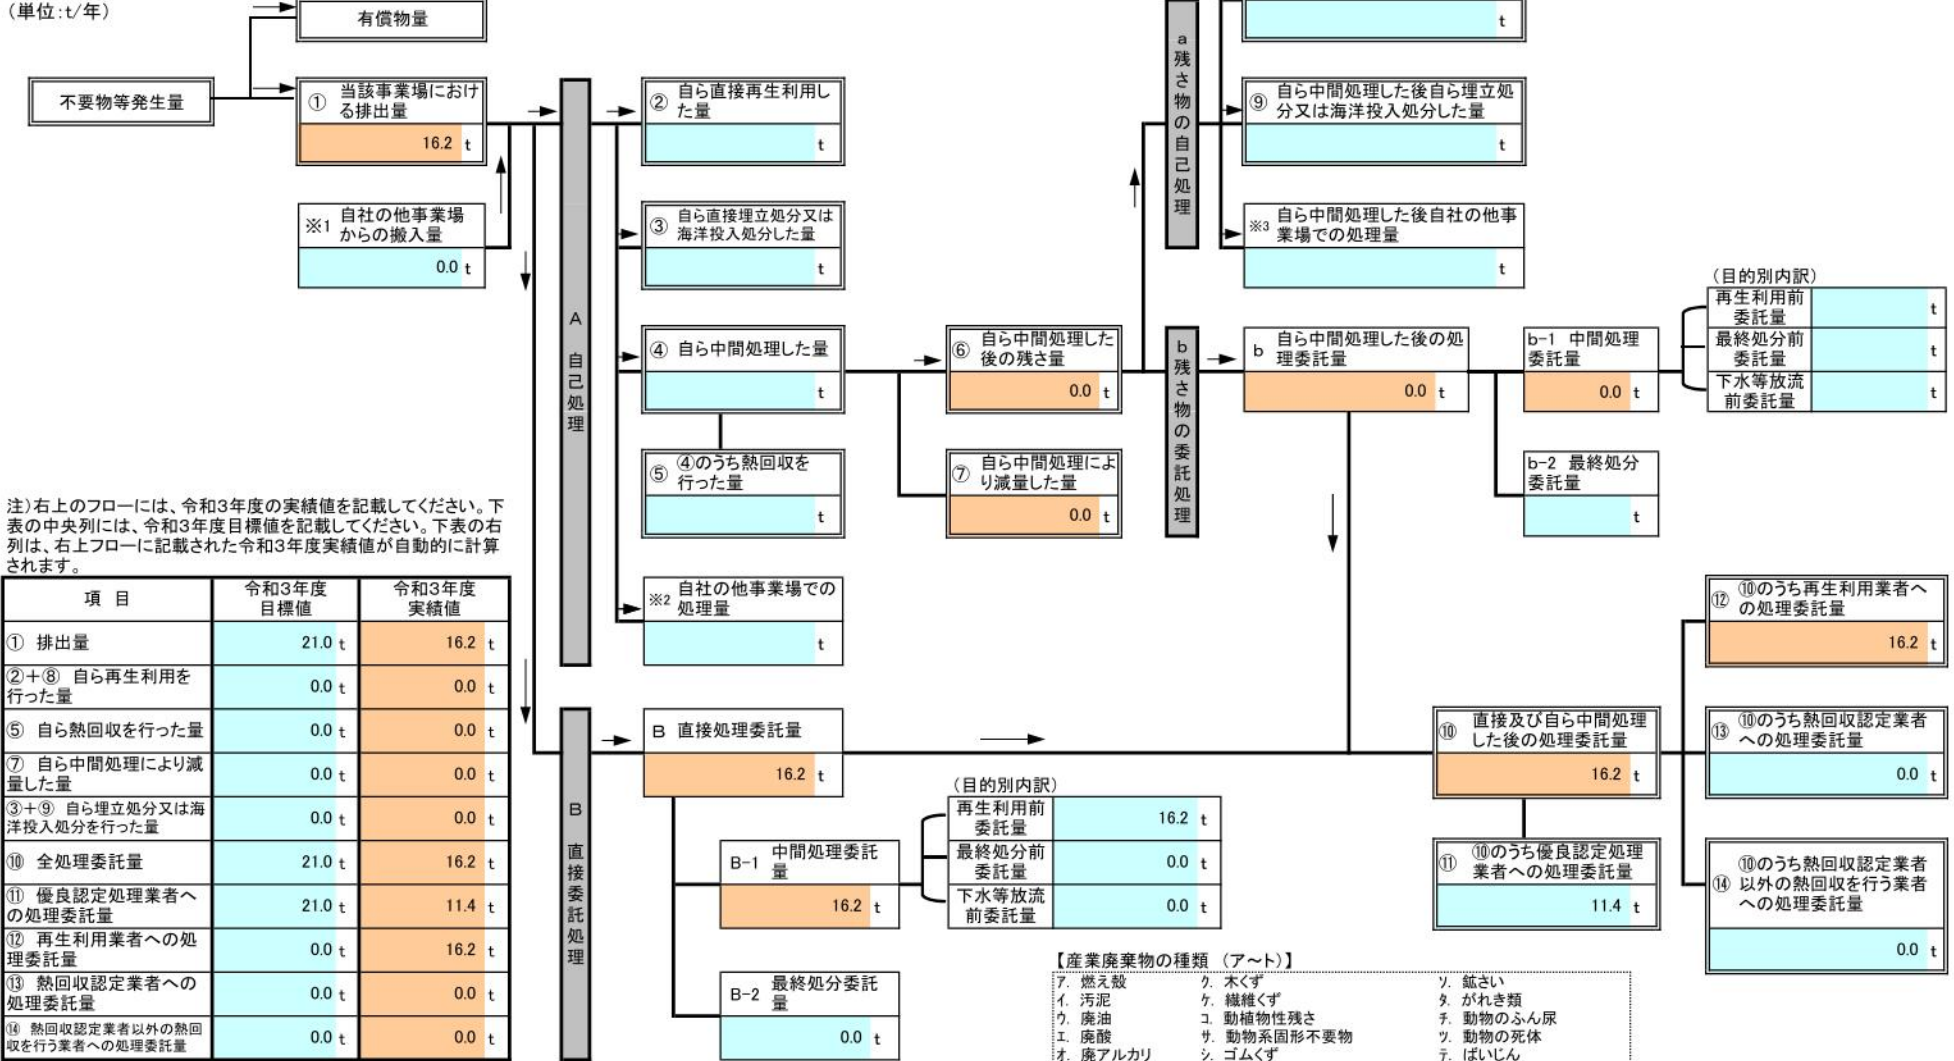 (単位:t/年)
有償物量
不要物等発生量
① 当該事業場におけ
る排出量
16.2 t
※1 自社の他事業場
からの搬入量
0.0 t
A 自己処理
② 自ら直接再生利用し
た量
t
③ 自ら直接埋立処分又は
海洋投入処分した量
t
④ 自ら中間処理した量
t
⑤ ④のうち熱回収を
行った量
t
※2 自社の他事業場での
処理量
t
⑥ 自ら中間処理した
後の残さ量
0.0 t
⑦ 自ら中間処理によ
り減量した量
0.0 t
a 残さ物の自己処理
t
⑨ 自ら中間処理した後自ら埋立処
分又は海洋投入処分した量
t
※3 自ら中間処理した後自社の他事
業場での処理量
t
b 残さ物の委託処理
b 自ら中間処理した後の処
理委託量
0.0 t
b-1 中間処理
委託量
0.0 t
b-2 最終処分
委託量
t
(目的別内訳)
再生利用前
委託量
t
最終処分前
委託量
t
下水等放流
前委託量
t
注)右上のフローには、令和3年度の実績値を記載してください。下
表の中央列には、令和3年度目標値を記載してください。下表の右
列は、右上フローに記載された令和3年度実績値が自動的に計算
されます。
項 目 令和3年度 令和3年度
目標値 実績値
① 排出量 21.0 t 16.2 t
②+⑧ 自ら再生利用を
行った量 0.0 t 0.0 t
⑤ 自ら熱回収を行った量 0.0 t 0.0 t
⑦ 自ら中間処理により減
量した量 0.0 t 0.0 t
③+⑨ 自ら埋立処分又は海
洋投入処分を行った量 0.0 t 0.0 t
⑩ 全処理委託量 21.0 t 16.2 t
⑪ 優良認定処理業者へ
の処理委託量 21.0 t 11.4 t
⑫ 再生利用業者への処
理委託量 0.0 t 16.2 t
⑬ 熱回収認定業者への
処理委託量 0.0 t 0.0 t
⑭ 熱回収認定業者以外の熱回
収を行う業者への処理委託量 0.0 t 0.0 t
B 直接委託処理
B 直接処理委託量
16.2 t
B-1 中間処理委託
量
16.2 t
B-2 最終処分委託
量
0.0 t
(目的別内訳)
再生利用前
委託量
16.2 t
最終処分前
委託量
0.0 t
下水等放流
前委託量
0.0 t
⑩ 直接及び自ら中間処理
した後の処理委託量
16.2 t
⑪ ⑩のうち優良認定処理
業者への処理委託量
11.4 t
⑫ ⑩のうち再生利用業者へ
の処理委託量
16.2 t
⑬ ⑩のうち熱回収認定業者
への処理委託量
0.0 t
⑭ ⑩のうち熱回収認定業者
以外の熱回収を行う業者
への処理委託量
0.0 t
【産業廃棄物の種類 (ア~ト)】
ア. 燃え殻 ク. 木くず ソ. 鉱さい
イ. 汚泥 ケ. 繊維くず タ. がれき類
ウ. 廃油 コ. 動植物性残さ チ. 動物のふん尿
エ. 廃酸 サ. 動物系固形不要物 ツ. 動物の死体
オ. 廃アルカリ シ. ゴムくず テ. ばいじん